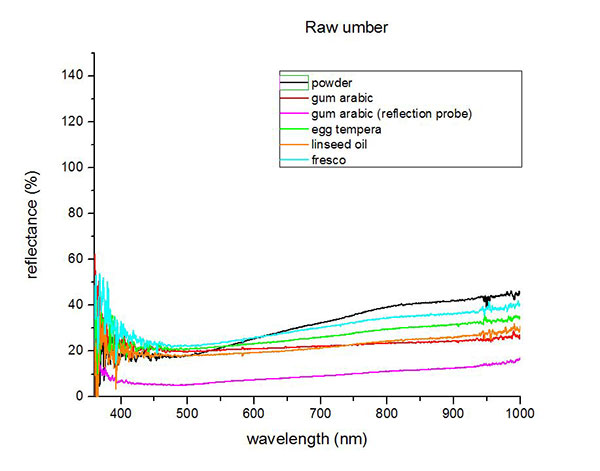 Raw umber
powder
gum arabic
gum arabic (reflection probe)
egg tempera
linseed oil
fresco
reflectance (%)
140
120
100
80
60
40
20
0
400 500 600 700 800 900 1000
wavelength (nm)